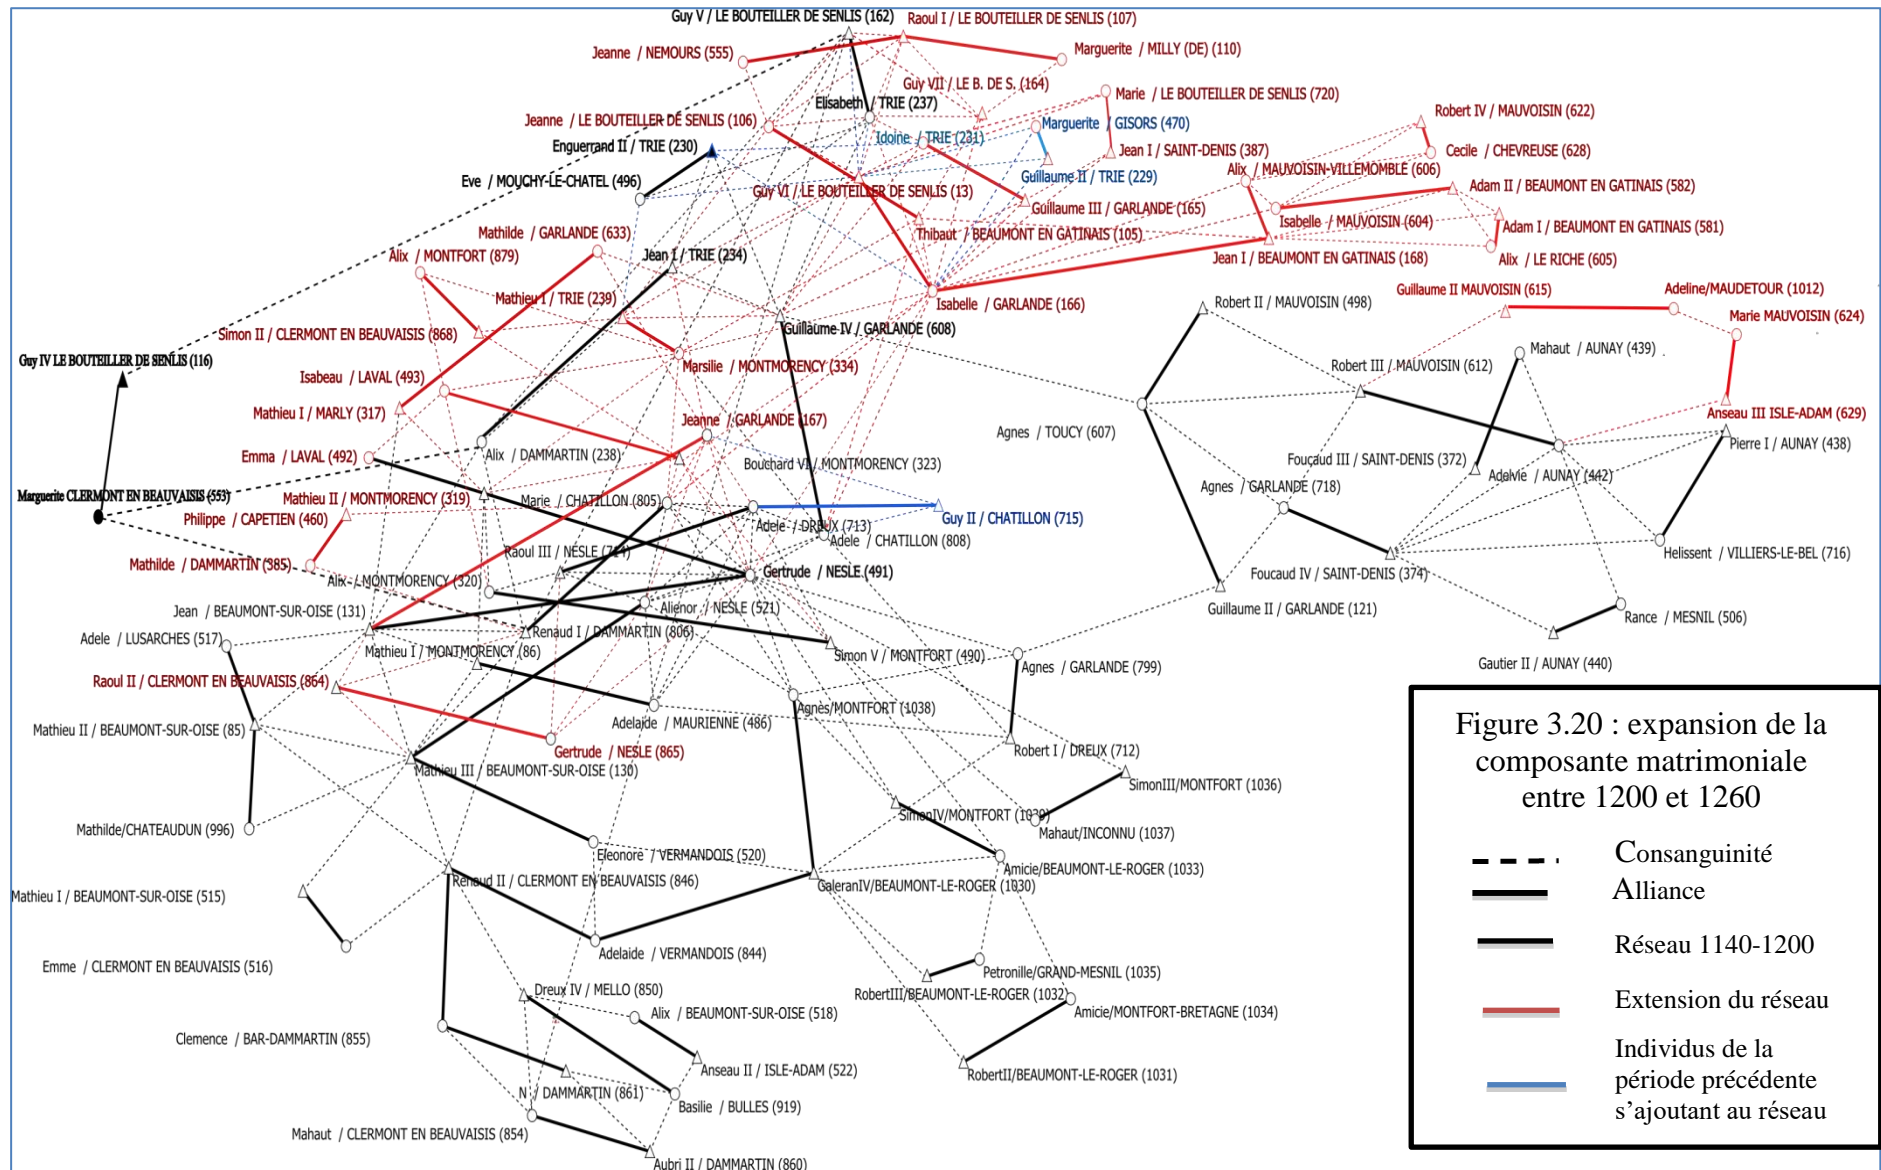 Guy V / LE BOUTEILLER DE SENLIS (162)
Raoul I / LE BOUTEILLER DE SENLIS (107)
Jeanne / NEMOURS (555)
Marguerite / MILLY (DE) (110)
Guy VII / LE B. DE S. (164)
Elisabeth / TRIE (237)
Marie / LE BOUTEILLER DE SENLIS (720)
Robert IV / MAUVOISIN (622)
Jeanne / LE BOUTEILLER DE SENLIS (106)
Marguerite / GISORS (470)
Idoine / TRIE (231)
Enguerrand II / TRIE (230)
Jean I / SAINT-DENIS (387)
Cecile / CHEVREUSE (628)
Alix / MAUVOISIN-VILLEMOMBLE (606)
Eve / MOUCHY-LE-CHATEL (496)
Guillaume II / TRIE (229)
Adam II / BEAUMONT EN GATINAIS (582)
Guy VI / LE BOUTEILLER DE SENLIS (13)
Guillaume III / GARLANDE (165)
Isabelle / MAUVOISIN (604)
Adam I / BEAUMONT EN GATINAIS (581)
Mathilde / GARLANDE (633)
Thibaut / BEAUMONT EN GATINAIS (105)
Alix / MONTFORT (879)
Jean I / TRIE (234)
Jean I / BEAUMONT EN GATINAIS (168)
Alix / LE RICHE (605)
Mathieu I / TRIE (239)
Isabelle / GARLANDE (166)
Guillaume II MAUVOISIN (615)
Adeline/MAUDETOUR (1012)
Robert II / MAUVOISIN (498)
Marie MAUVOISIN (624)
Simon II / CLERMONT EN BEAUVAISIS (868)
Guillaume IV / GARLANDE (608)
Mahaut / AUNAY (439)
Guy IV LE BOUTEILLER DE SENLIS (116)
Marsilie / MONTMORENCY (334)
Robert III / MAUVOISIN (612)
Isabeau / LAVAL (493)
Mathieu I / MARLY (317)
Jeanne / GARLANDE (167)
Anseau III ISLE-ADAM (629)
Agnes / TOUCY (607)
Pierre I / AUNAY (438)
Emma / LAVAL (492)
Alix / DAMMARTIN (238)
Bouchard VI / MONTMORENCY (323)
Foucaud III / SAINT-DENIS (372)
Adelvie / AUNAY (442)
Agnes / GARLANDE (718)
Marguerite CLERMONT EN BEAUVAISIS (553)
Mathieu II / MONTMORENCY (319)
Marie / CHATILLON (805)
Philippe / CAPETIEN (460)
Adele / DREUX (713)
Guy II / CHATILLON (715)
Adele / CHATILLON (808)
Raoul III / NESLE (714)
Helissent / VILLIERS-LE-BEL (716)
Mathilde / DAMMARTIN (385)
Alix / MONTMORENCY (320)
Gertrude / NESLE (491)
Foucaud IV / SAINT-DENIS (374)
Jean / BEAUMONT-SUR-OISE (131)
Alienor / NESLE (521)
Guillaume II / GARLANDE (121)
Rance / MESNIL (506)
Adele / LUSARCHES (517)
Renaud I / DAMMARTIN (806)
Mathieu I / MONTMORENCY (86)
Simon V / MONTFORT (490)
Agnes / GARLANDE (799)
Gautier II / AUNAY (440)
Raoul II / CLERMONT EN BEAUVAISIS (864)
Agnès/MONTFORT (1038)
Adelaide / MAURIENNE (486)
Mathieu II / BEAUMONT-SUR-OISE (85)
Gertrude / NESLE (865)
Robert I / DREUX (712)
Mathieu III / BEAUMONT-SUR-OISE (130)
SimonIII/MONTFORT (1036)
SimonIV/MONTFORT (1039)
Mathilde/CHATEAUDUN (996)
Mahaut/INCONNU (1037)
Eleonore / VERMANDOIS (520)
Amicie/BEAUMONT-LE-ROGER (1033)
Renaud II / CLERMONT EN BEAUVAISIS (846)
GaleranIV/BEAUMONT-LE-ROGER (1030)
Mathieu I / BEAUMONT-SUR-OISE (515)
Adelaide / VERMANDOIS (844)
Emme / CLERMONT EN BEAUVAISIS (516)
Petronille/GRAND-MESNIL (1035)
Dreux IV / MELLO (850)
RobertIII/BEAUMONT-LE-ROGER (1032)
Alix / BEAUMONT-SUR-OISE (518)
Amicie/MONTFORT-BRETAGNE (1034)
Clemence / BAR-DAMMARTIN (855)
Anseau II / ISLE-ADAM (522)
RobertII/BEAUMONT-LE-ROGER (1031)
N / DAMMARTIN (861)
Basilie / BULLES (919)
Mahaut / CLERMONT EN BEAUVAISIS (854)
Aubri II / DAMMARTIN (860)
Figure 3.20 : expansion de la
composante matrimoniale
entre 1200 et 1260
Consanguinité
Alliance
Réseau 1140-1200
Extension du réseau
Individus de la
période précédente
s'ajoutant au réseau